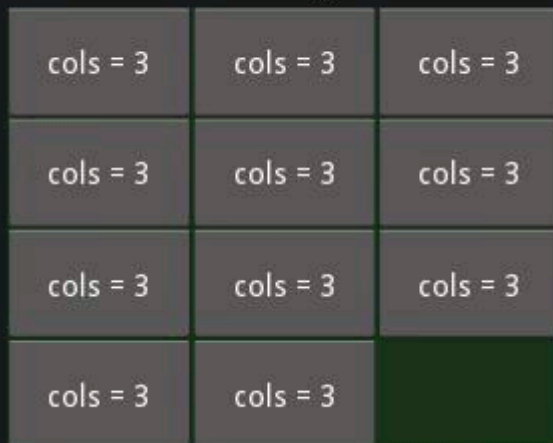 cols = 3 cols = 3 cols = 3
cols = 3 cols = 3 cols = 3
cols = 3 cols = 3 cols = 3
cols = 3 cols = 3